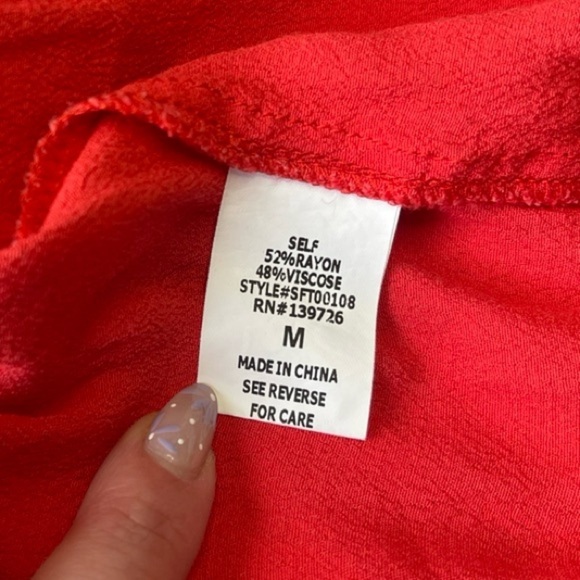 SELF
52%RAYON
48%VISCOSE
STYLE#SFT00108
RN#139726
M
MADE IN CHINA
SEE REVERSE
FOR CARE